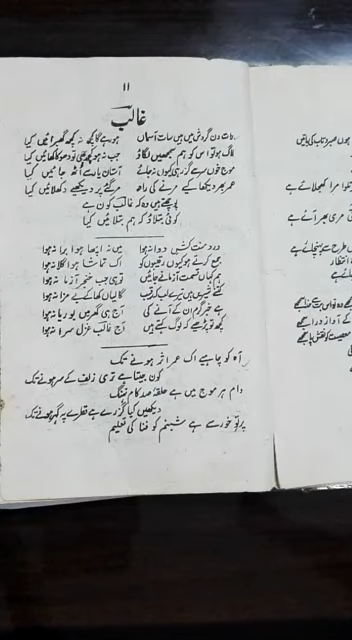 ۱۱
غالب
رات دن گردش میں ہیں سات آسماں ہو رہے گا کچھ نہ کچھ گھبرائیں کیا
لاگ ہو تو اس کو ہم سمجھیں لگاؤ جب نہ ہو کچھ بھی تو دھوکا کھائیں کیا
موج خوں سر سے گزر ہی کیوں نہ جائے آستان یار سے اٹھ جائیں کیا
عمر بھر دیکھا کیے مرنے کی راہ مر گئے پر دیکھیے دکھلائیں کیا
پوچھتے ہیں وہ کہ غالب کون ہے
کوئی بتلاؤ کہ ہم بتلائیں کیا
درد منت کش دوا نہ ہوا میں نہ اچھا ہوا برا نہ ہوا
جمع کرتے ہو کیوں رقیبوں کو اک تماشا ہوا گلا نہ ہوا
ہم کہاں قسمت آزمانے جائیں تو ہی جب خنجر آزما نہ ہوا
کتنے شیریں ہیں تیرے لب کہ رقیب گالیاں کھا کے بے مزا نہ ہوا
ہے خبر گرم ان کے آنے کی آج ہی گھر میں بوریا نہ ہوا
کچھ تو پڑھیے کہ لوگ کہتے ہیں آج غالب غزل سرا نہ ہوا
آہ کو چاہیے اک عمر اثر ہونے تک
کون جیتا ہے تری زلف کے سر ہونے تک
دام ہر موج میں ہے حلقۂ صد کام نہنگ
دیکھیں کیا گزرے ہے قطرے پہ گہر ہونے تک
پرتو خور سے ہے شبنم کو فنا کی تعلیم